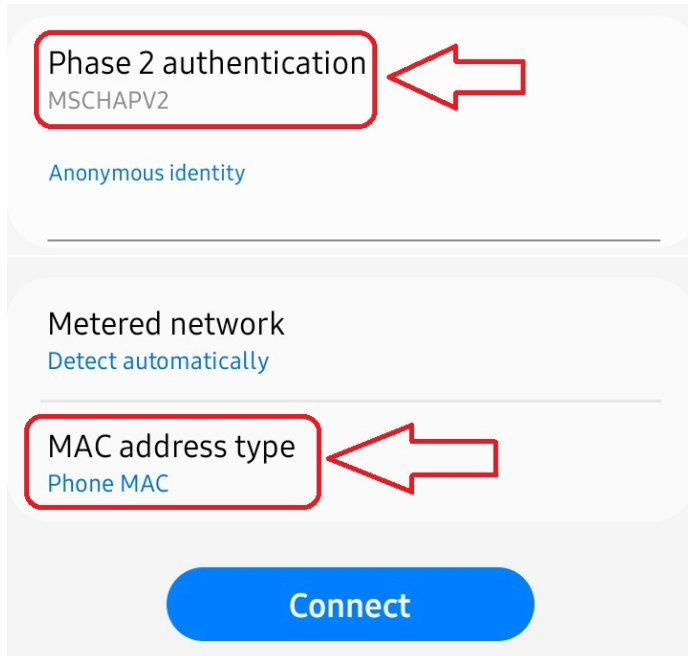 Phase 2 authentication
MSCHAPV2
Anonymous identity
Metered network
Detect automatically
MAC address type
Phone MAC
Connect